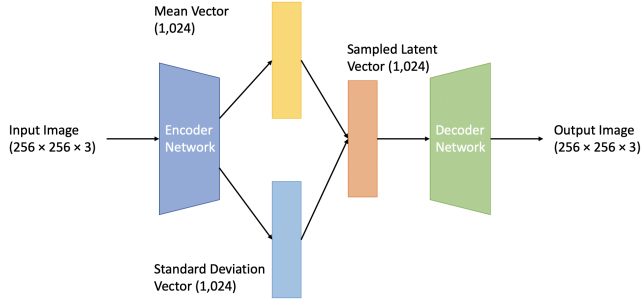 Mean Vector
(1,024)
Sampled Latent
Vector (1,024)
Input Image
(256 × 256 × 3)
Encoder
Network
Decoder
Network
Output Image
(256 × 256 × 3)
Standard Deviation
Vector (1,024)